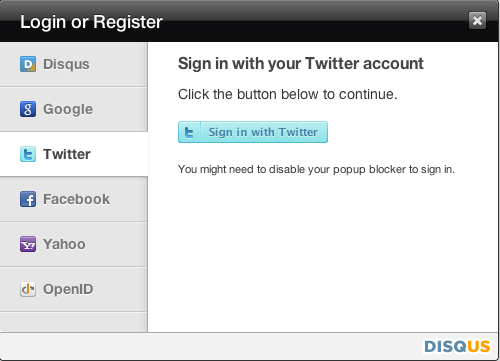 Login or Register
Disqus
Google
Twitter
Facebook
Yahoo
OpenID
Sign in with your Twitter account
Click the button below to continue.
Sign in with Twitter
You might need to disable your popup blocker to sign in.
DISQUS